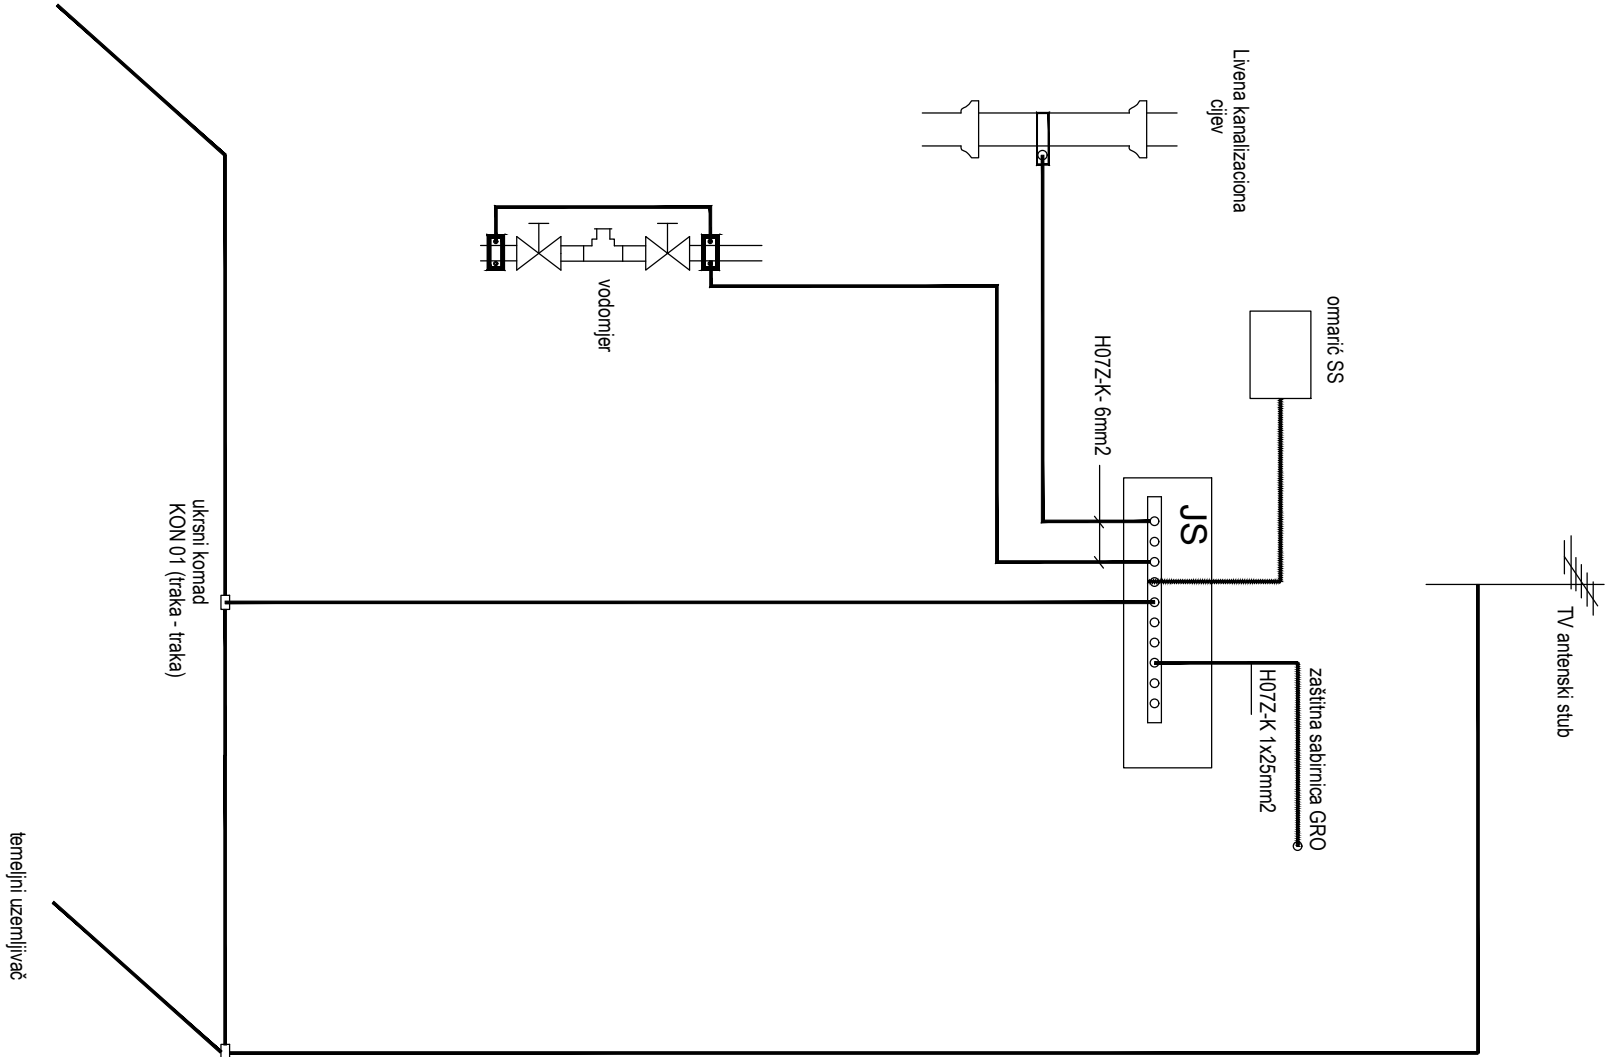 TV antenski stub
ormarić SS
zaštitna sabirnica GRO
H07Z-K 1x25mm2
Livena kanalizaciona
cijev
JS
H07Z-K- 6mm2
vodomjer
ukrsni komad
KON 01 (traka - traka)
temeljni uzemljivač